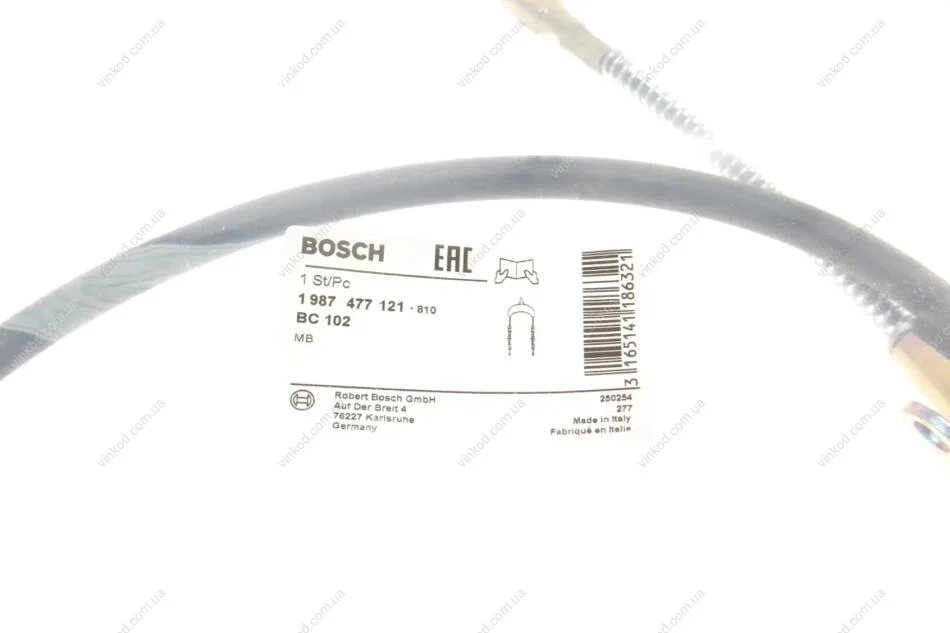 BOSCH
EAC
1 St/Pc
1 987 477 121 - 810
BC 102
MB
3 165141 186321
Robert Bosch GmbH
Auf Der Breit 4
76227 Karlsruhe
Germany
250254
277
Made in Italy
Fabriqué en Italie
vinkod.com.ua